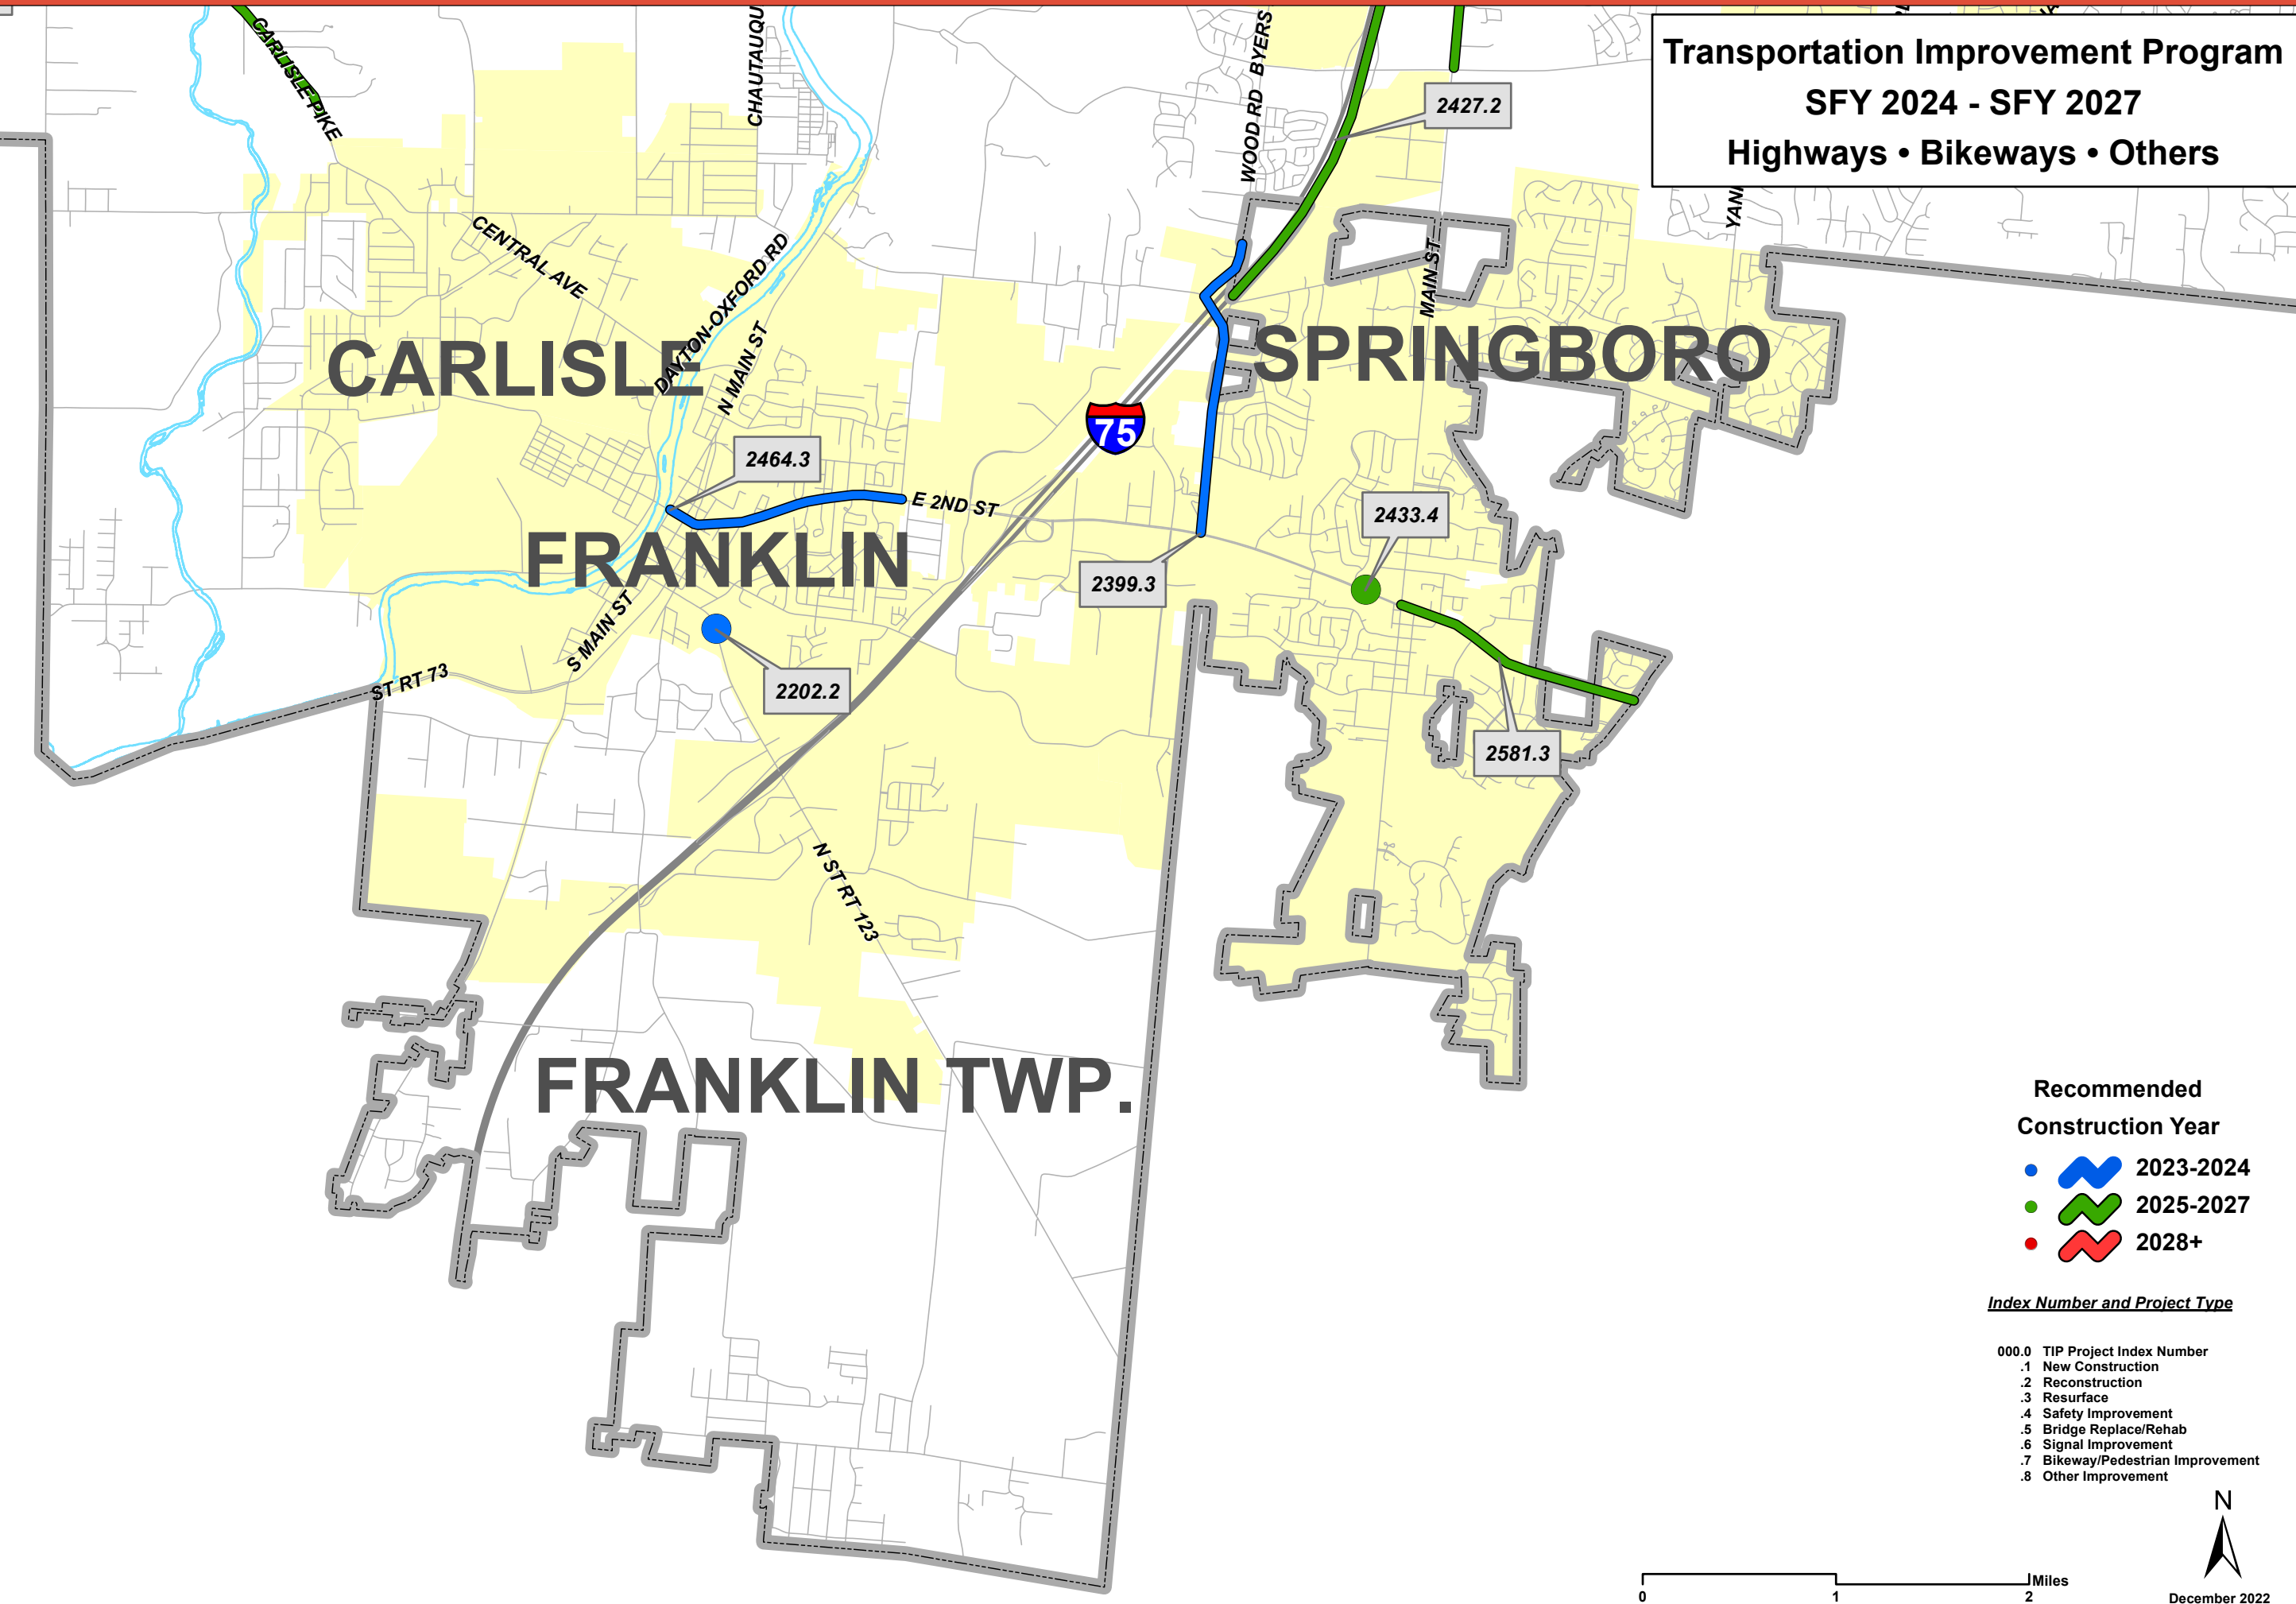 Transportation Improvement Program
SFY 2024 - SFY 2027
Highways • Bikeways • Others
CARLISLE PIKE
CHAUTAUQU
WOOD RD
BYERS
2427.2
YAN
CENTRAL AVE
DAYTON-OXFORD RD
N MAIN ST
MAIN ST
CARLISLE
SPRINGBORO
75
2464.3
E 2ND ST
2433.4
FRANKLIN
2399.3
S MAIN ST
2202.2
ST RT 73
2581.3
N ST RT 123
FRANKLIN TWP.
Recommended
Construction Year
2023-2024
2025-2027
2028+
Index Number and Project Type
000.0 TIP Project Index Number
.1 New Construction
.2 Reconstruction
.3 Resurface
.4 Safety Improvement
.5 Bridge Replace/Rehab
.6 Signal Improvement
.7 Bikeway/Pedestrian Improvement
.8 Other Improvement
N
Miles
0 1 2
December 2022